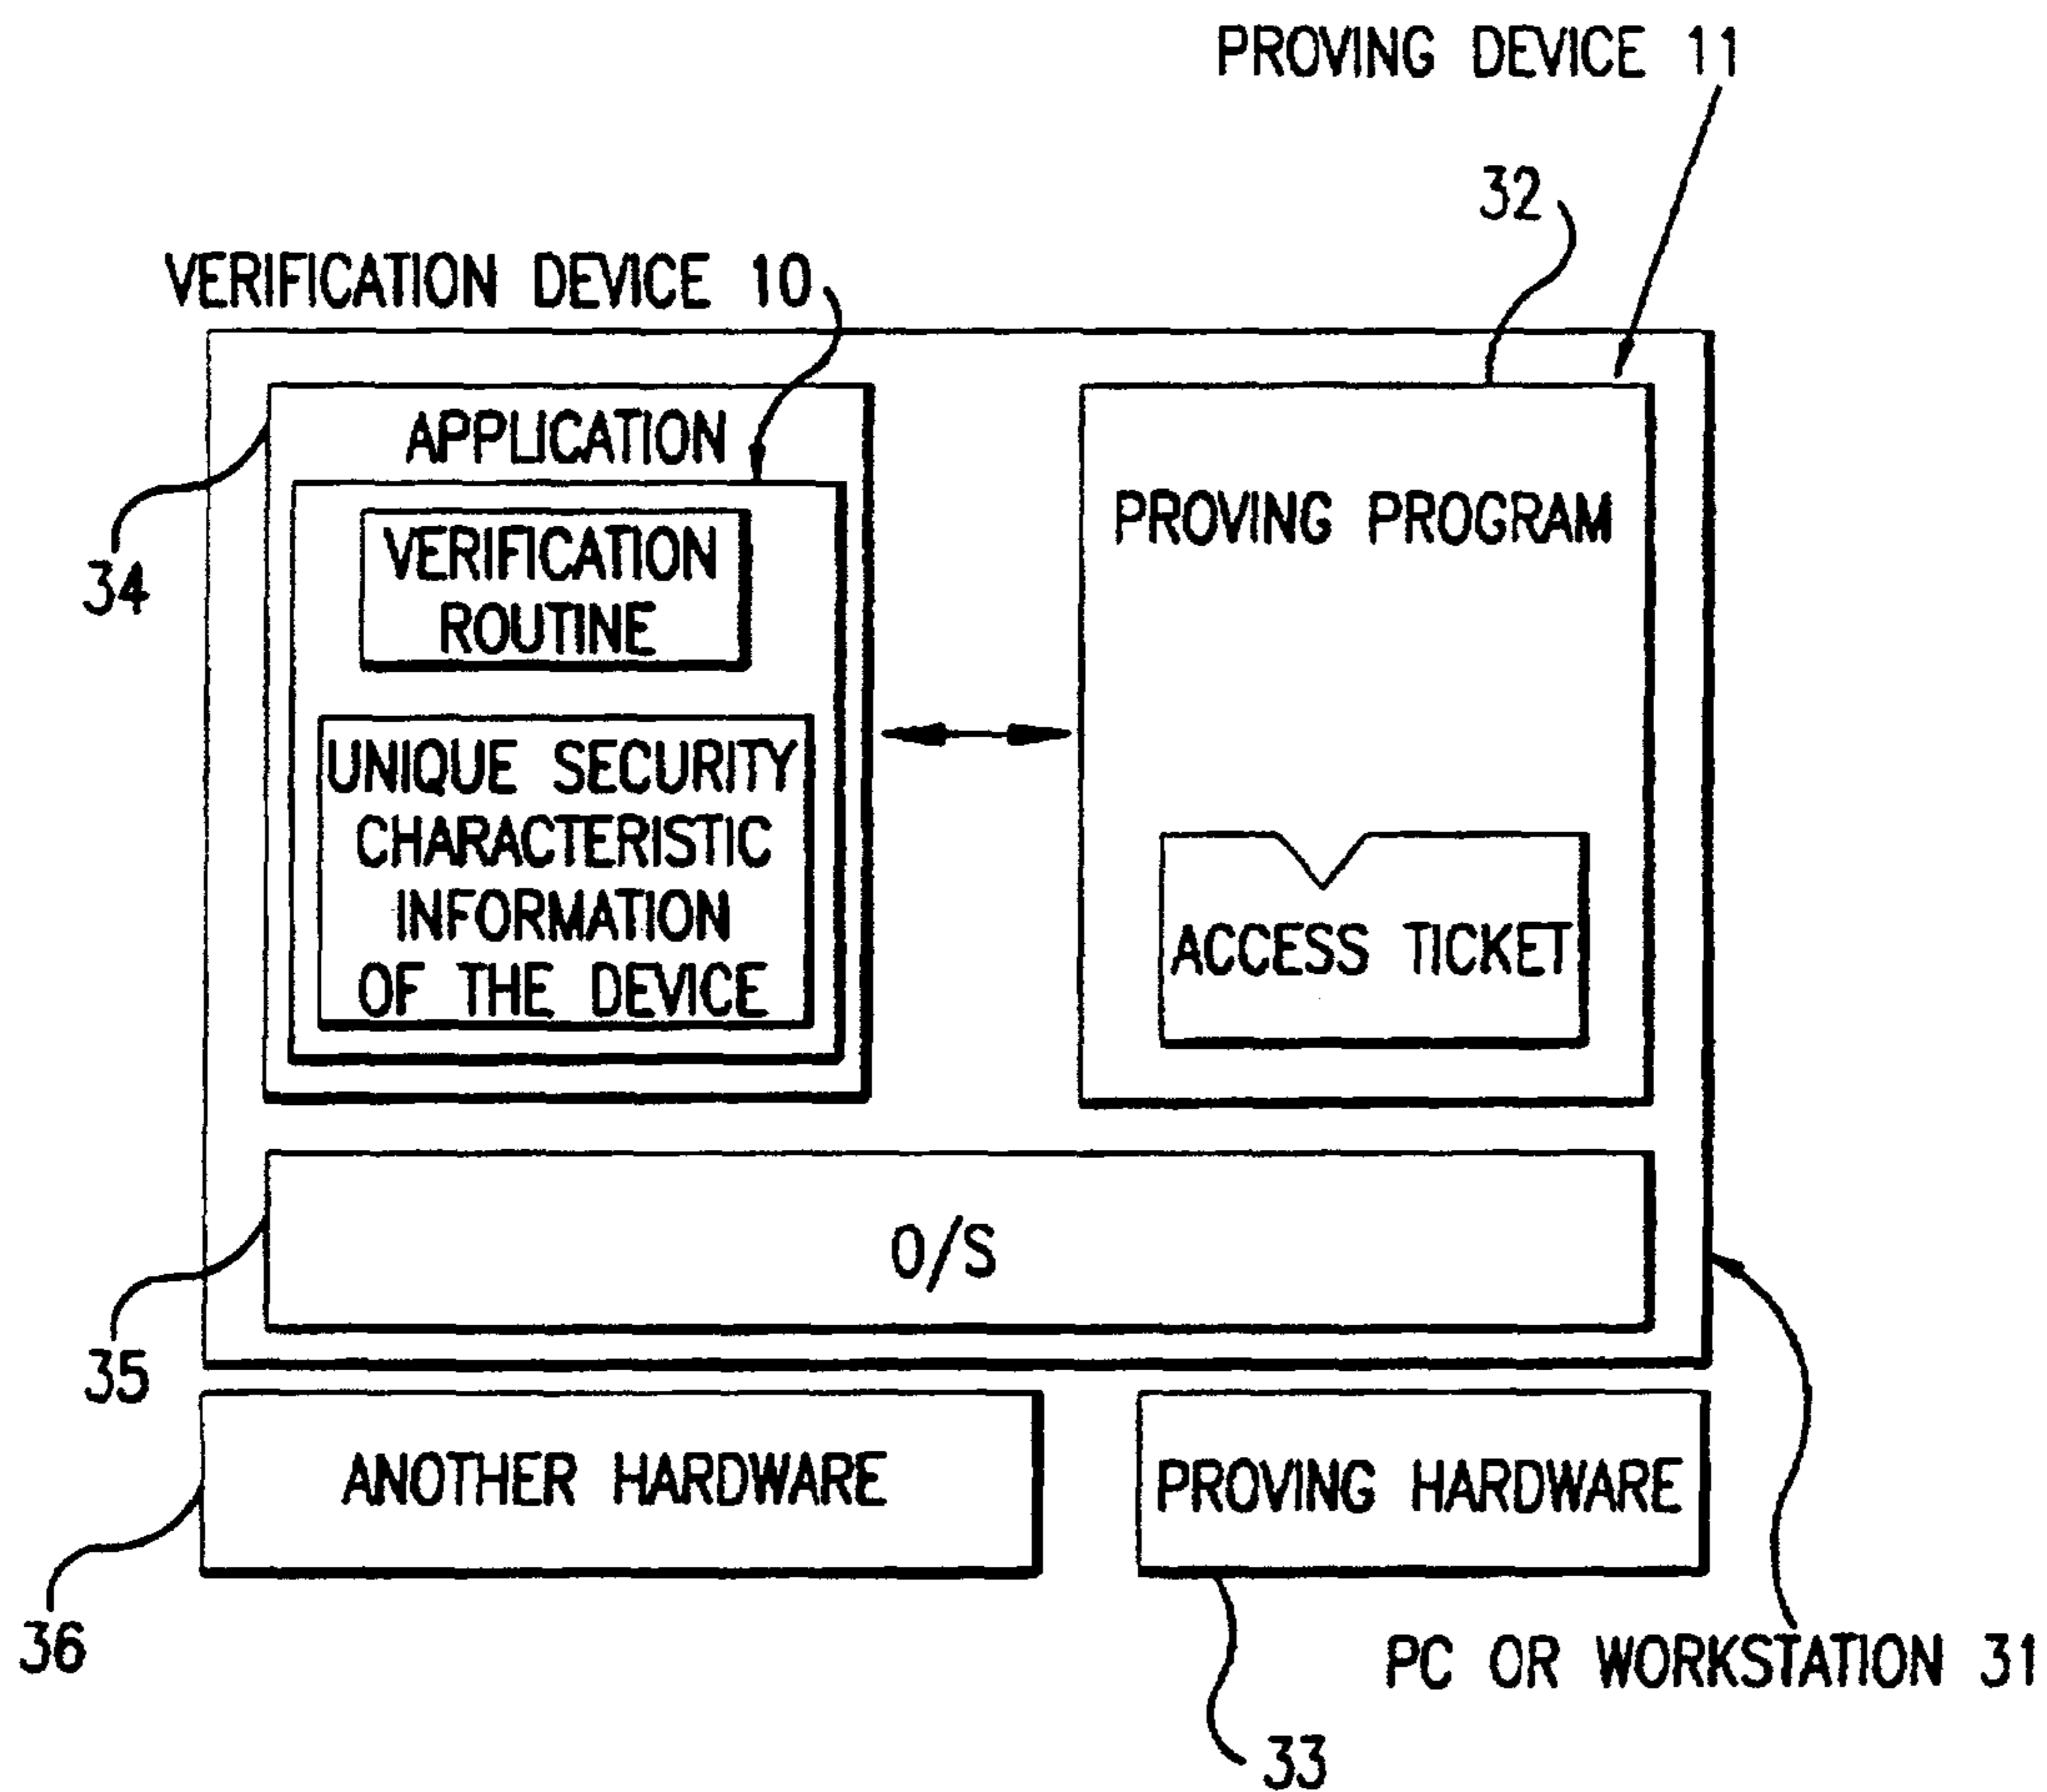 PROVING DEVICE 11
32
VERIFICATION DEVICE 10
APPLICATION
VERIFICATION
ROUTINE
UNIQUE SECURITY
CHARACTERISTIC
INFORMATION
OF THE DEVICE
34
PROVING PROGRAM
ACCESS TICKET
O/S
35
ANOTHER HARDWARE
PROVING HARDWARE
36
PC OR WORKSTATION 31
33